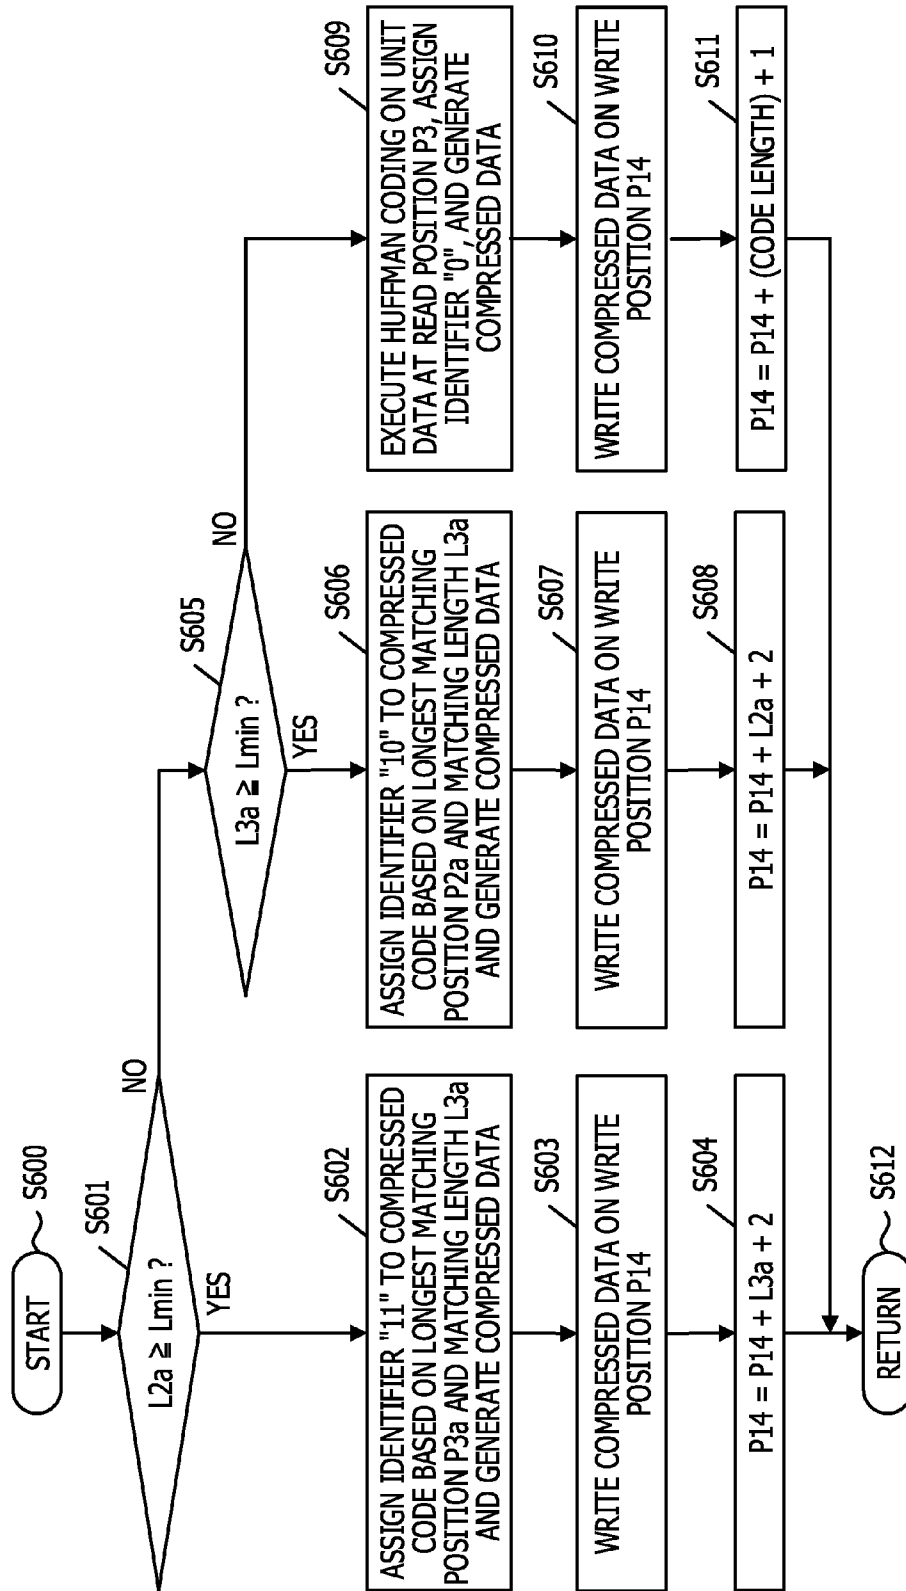 START
S600
S601
L2a ≧ Lmin ?
NO
YES
S605
L3a ≧ Lmin ?
NO
YES
S602
ASSIGN IDENTIFIER "11" TO COMPRESSED
CODE BASED ON LONGEST MATCHING
POSITION P3a AND MATCHING LENGTH L3a
AND GENERATE COMPRESSED DATA
S606
ASSIGN IDENTIFIER "10" TO COMPRESSED
CODE BASED ON LONGEST MATCHING
POSITION P2a AND MATCHING LENGTH L3a
AND GENERATE COMPRESSED DATA
S609
EXECUTE HUFFMAN CODING ON UNIT
DATA AT READ POSITION P3, ASSIGN
IDENTIFIER "0", AND GENERATE
COMPRESSED DATA
S603
WRITE COMPRESSED DATA ON WRITE
POSITION P14
S607
WRITE COMPRESSED DATA ON WRITE
POSITION P14
S610
WRITE COMPRESSED DATA ON WRITE
POSITION P14
S604
P14 = P14 + L3a + 2
S608
P14 = P14 + L2a + 2
S611
P14 = P14 + (CODE LENGTH) + 1
S612
RETURN